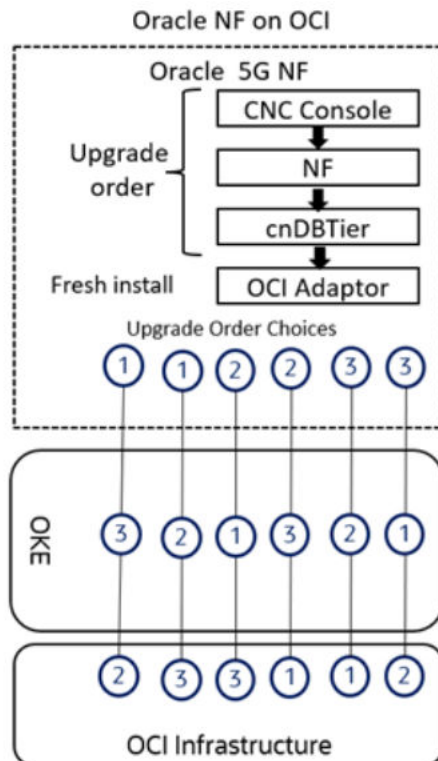 Oracle NF on OCI
Oracle 5G NF
CNC Console
Upgrade
order
NF
cnDBTier
Fresh install
OCI Adaptor
Upgrade Order Choices
1 1 2 2 3 3
OKE
3 2 1 3 2 1
2 3 3 1 1 2
OCI Infrastructure